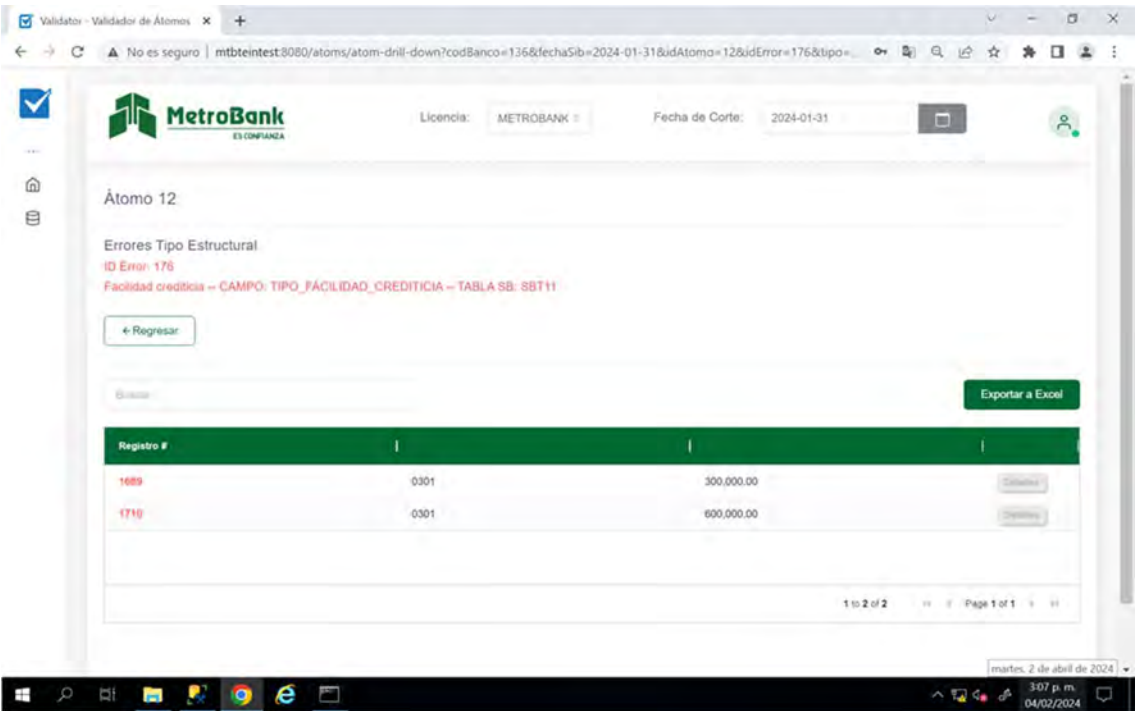 Validator - Validador de Átomos
No es seguro | mtbteintest:8080/atoms/atom-drill-down?codBanco=136&fechaSib=2024-01-31&idAtomo=12&idError=176&tipo=...
MetroBank
ES CONFIANZA
Licencia: METROBANK
Fecha de Corte: 2024-01-31
Átomo 12
Errores Tipo Estructural
ID Error: 176
Facilidad crediticia -- CAMPO: TIPO_FACILIDAD_CREDITICIA -- TABLA SB: SBT11
Regresar
Buscar
Exportar a Excel
Registro #
1689 0301 300,000.00 Detalles
1710 0301 600,000.00 Detalles
1 to 2 of 2 Page 1 of 1
martes, 2 de abril de 2024
3:07 p. m.
04/02/2024